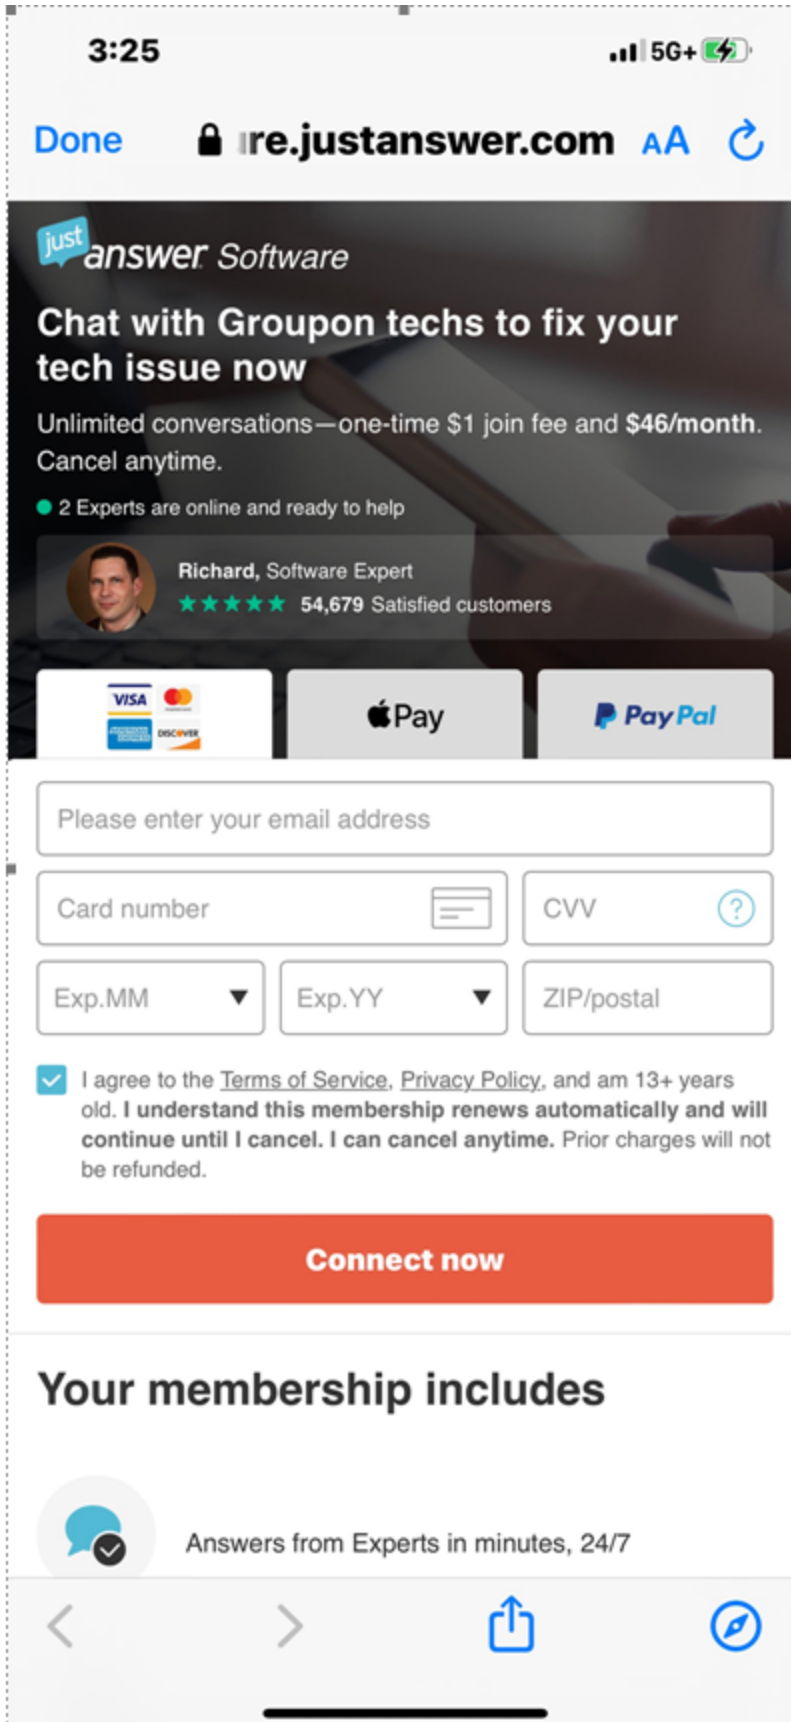 3:25
5G+
Done
re.justanswer.com
AA
just
answer Software
Chat with Groupon techs to fix your
tech issue now
Unlimited conversations—one-time $1 join fee and $46/month.
Cancel anytime.
2 Experts are online and ready to help
Richard, Software Expert
54,679 Satisfied customers
VISA
mastercard
AMERICAN EXPRESS
DISCOVER
Pay
PayPal
Please enter your email address
Card number
CVV
?
Exp.MM
Exp.YY
ZIP/postal
I agree to the Terms of Service, Privacy Policy, and am 13+ years
old. I understand this membership renews automatically and will
continue until I cancel. I can cancel anytime. Prior charges will not
be refunded.
Connect now
Your membership includes
Answers from Experts in minutes, 24/7